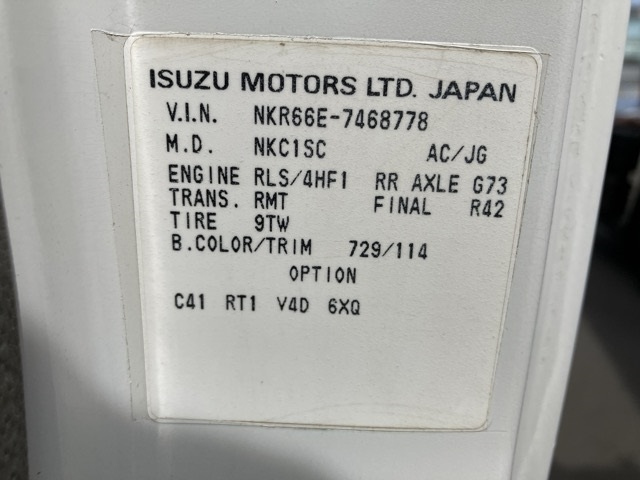 ISUZU MOTORS LTD. JAPAN
V.I.N. NKR66E-7468778
M.D. NKC1SC AC/JG
ENGINE RLS/4HF1 RR AXLE G73
TRANS. RMT FINAL R42
TIRE 9TW
B.COLOR/TRIM 729/114
OPTION
C41 RT1 V4D 6XQ